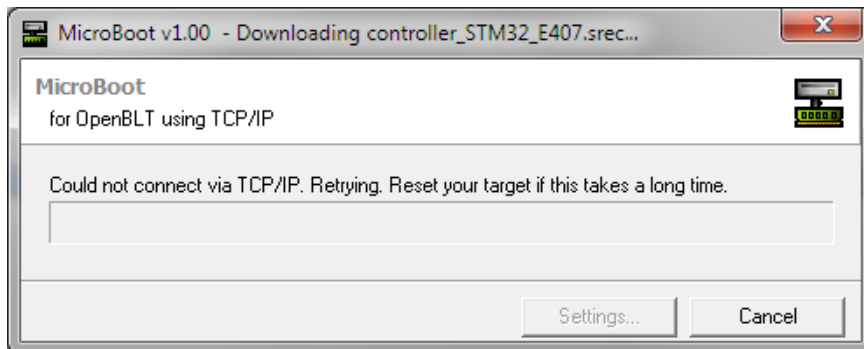 MicroBoot v1.00 - Downloading controller_STM32_E407.srec...
MicroBoot
for OpenBLT using TCP/IP
Could not connect via TCP/IP. Retrying. Reset your target if this takes a long time.
Settings... Cancel